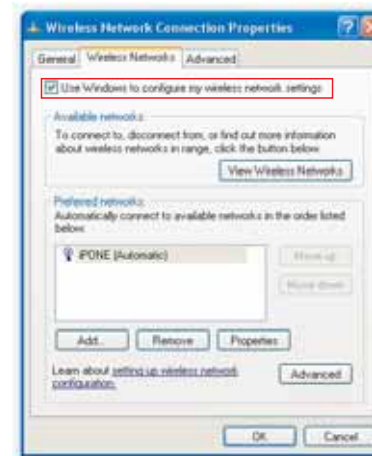 Wireless Network Connection Properties
General Wireless Networks Advanced
Use Windows to configure my wireless network settings
Available networks:
To connect to, disconnect from, or find out more information
about wireless networks in range, click the button below.
View Wireless Networks
Preferred networks:
Automatically connect to available networks in the order listed
below:
iPONE (Automatic)
Move up
Move down
Add...
Remove
Properties
Learn about setting up wireless network
configuration.
Advanced
OK
Cancel